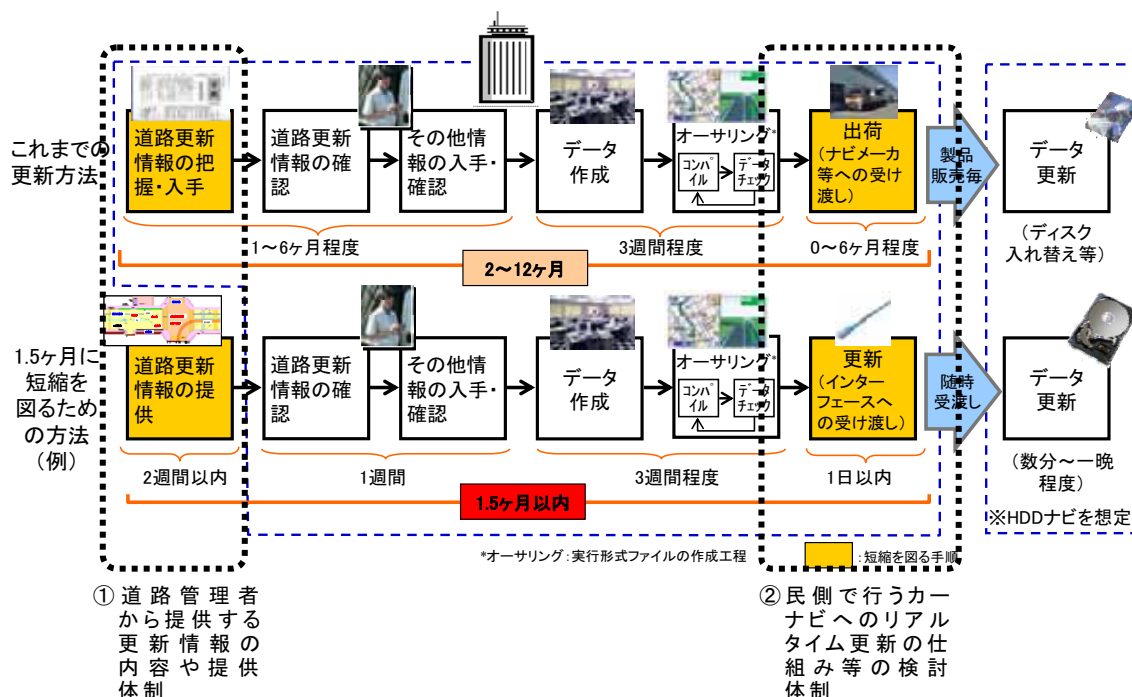 これまでの
更新方法
道路更新
情報の把
握・入手
道路更新
情報の確
認
その他情
報の入手・
確認
データ
作成
オーサリング*
コンパ
イル
データ
チェック
出荷
(ナビメーカ
等への受け
渡し)
製品
販売毎
データ
更新
(ディスク
入れ替え等)
1~6ヶ月程度
3週間程度
0~6ヶ月程度
2~12ヶ月
1.5ヶ月に
短縮を
図るため
の方法
(例)
道路更新
情報の提
供
道路更新
情報の確
認
その他情
報の入手・
確認
データ
作成
オーサリング*
コンパ
イル
データ
チェック
更新
(インター
フェースへ
の受け渡し)
随時
受渡し
データ
更新
(数分~一晩
程度)
※HDDナビを想定
2週間以内
1週間
3週間程度
1日以内
1.5ヶ月以内
*オーサリング:実行形式ファイルの作成工程
:短縮を図る手順
①道路管理者
から提供する
更新情報の
内容や提供
体制
②民側で行うカー
ナビへのリアル
タイム更新の仕
組み等の検討
体制